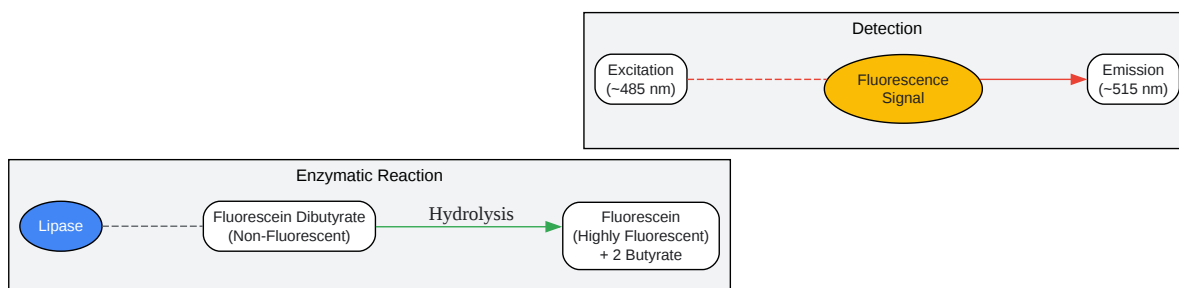 Detection
Excitation
(~485 nm)
Fluorescence
Signal
Emission
(~515 nm)
Enzymatic Reaction
Lipase
Fluorescein Dibutyrate
(Non-Fluorescent)
Hydrolysis
Fluorescein
(Highly Fluorescent)
+ 2 Butyrate